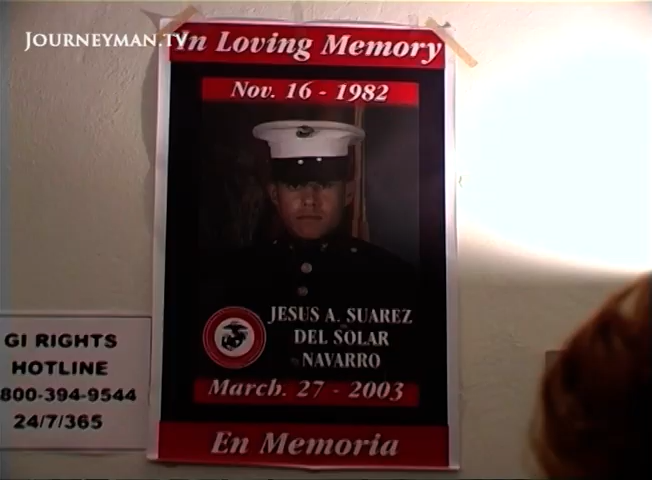 JOURNEYMAN.TV
In Loving Memory
Nov. 16 - 1982
JESUS A. SUAREZ
DEL SOLAR
NAVARRO
March. 27 - 2003
En Memoria
GI RIGHTS
HOTLINE
800-394-9544
24/7/365